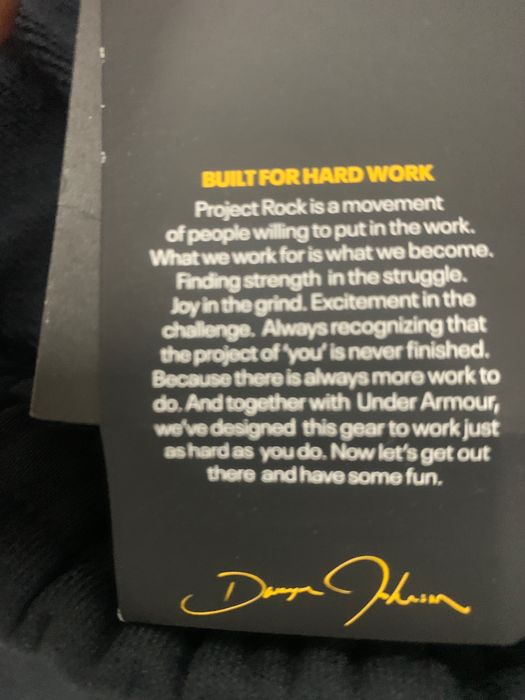 BUILT FOR HARD WORK
Project Rock is a movement
of people willing to put in the work.
What we work for is what we become.
Finding strength in the struggle.
Joy in the grind. Excitement in the
challenge. Always recognizing that
the project of 'you' is never finished.
Because there is always more work to
do. And together with Under Armour,
we've designed this gear to work just
as hard as you do. Now let's get out
there and have some fun.
Dwayne Johnson